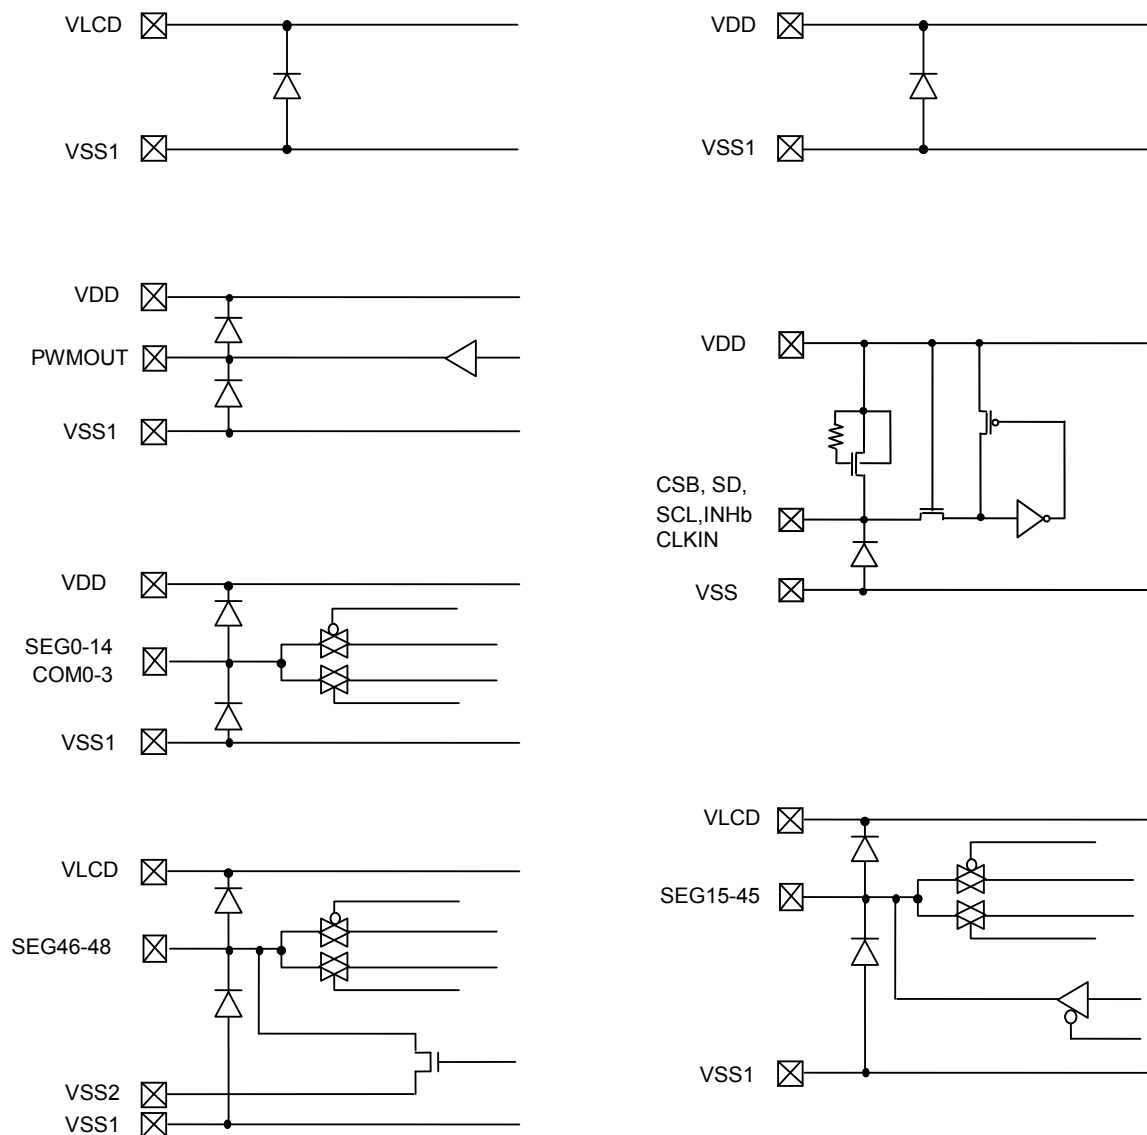 VLCD
VSS1
VDD
VSS1
VDD
PWMOUT
VSS1
VDD
CSB, SD,
SCL,INHb
CLKIN
VSS
VDD
SEG0-14
COM0-3
VSS1
VLCD
SEG46-48
VSS2
VSS1
VLCD
SEG15-45
VSS1